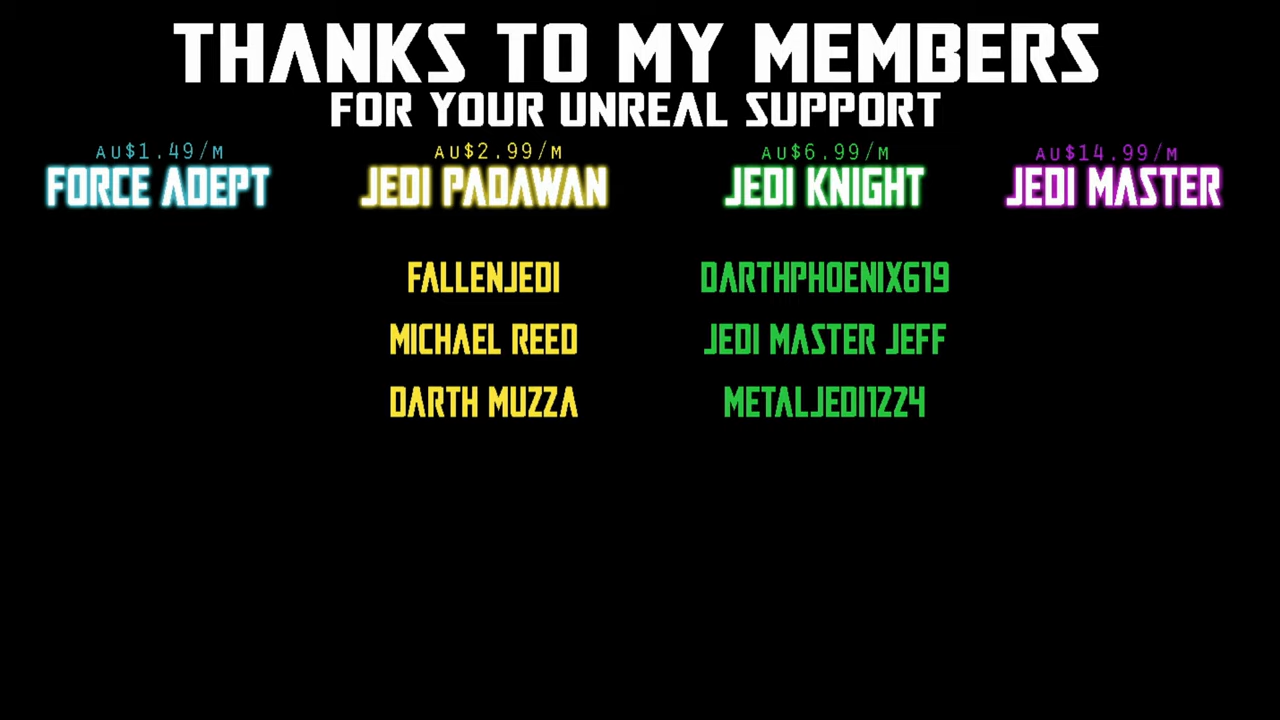 THANKS TO MY MEMBERS
FOR YOUR UNREAL SUPPORT
AU$1.49/M AU$2.99/M AU$6.99/M AU$14.99/M
FORCE ADEPT JEDI PADAWAN JEDI KNIGHT JEDI MASTER
FALLENJEDI DARTHPHOENIX619
MICHAEL REED JEDI MASTER JEFF
DARTH MUZZA METALJEDI1224